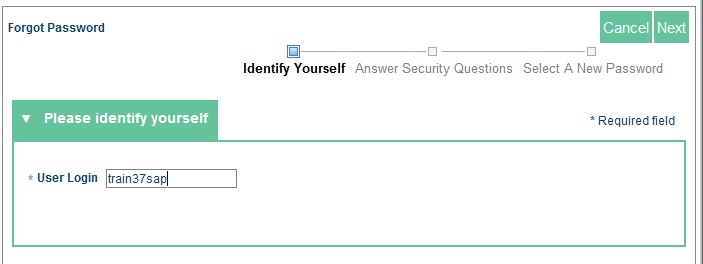 Forgot Password
Cancel Next
Identify Yourself Answer Security Questions Select A New Password
▼ Please identify yourself
* Required field
* User Login train37sap